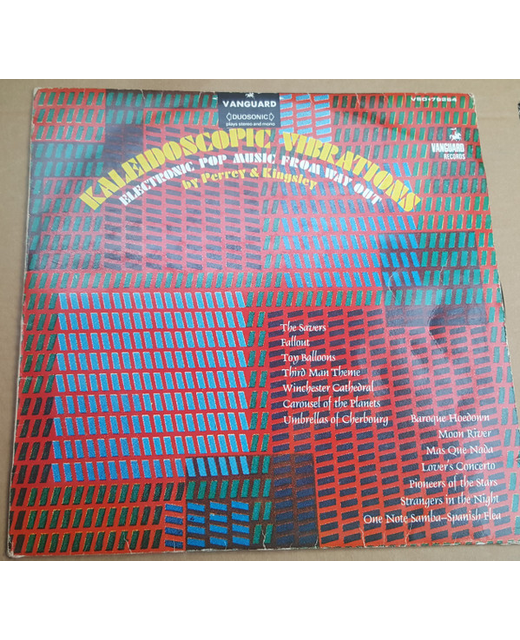 VANGUARD
DUOSONIC
plays stereo and mono
VSD•79264
VANGUARD
RECORDS
KALEIDOSCOPIC VIBRATIONS
ELECTRONIC POP MUSIC FROM WAY OUT
by Perrey & Kingsley
The Savers
Fallout
Toy Balloons
Third Man Theme
Winchester Cathedral
Carousel of the Planets
Umbrellas of Cherbourg
Baroque Hoedown
Moon River
Mas Que Nada
Lover's Concerto
Pioneers of the Stars
Strangers in the Night
One Note Samba—Spanish Flea